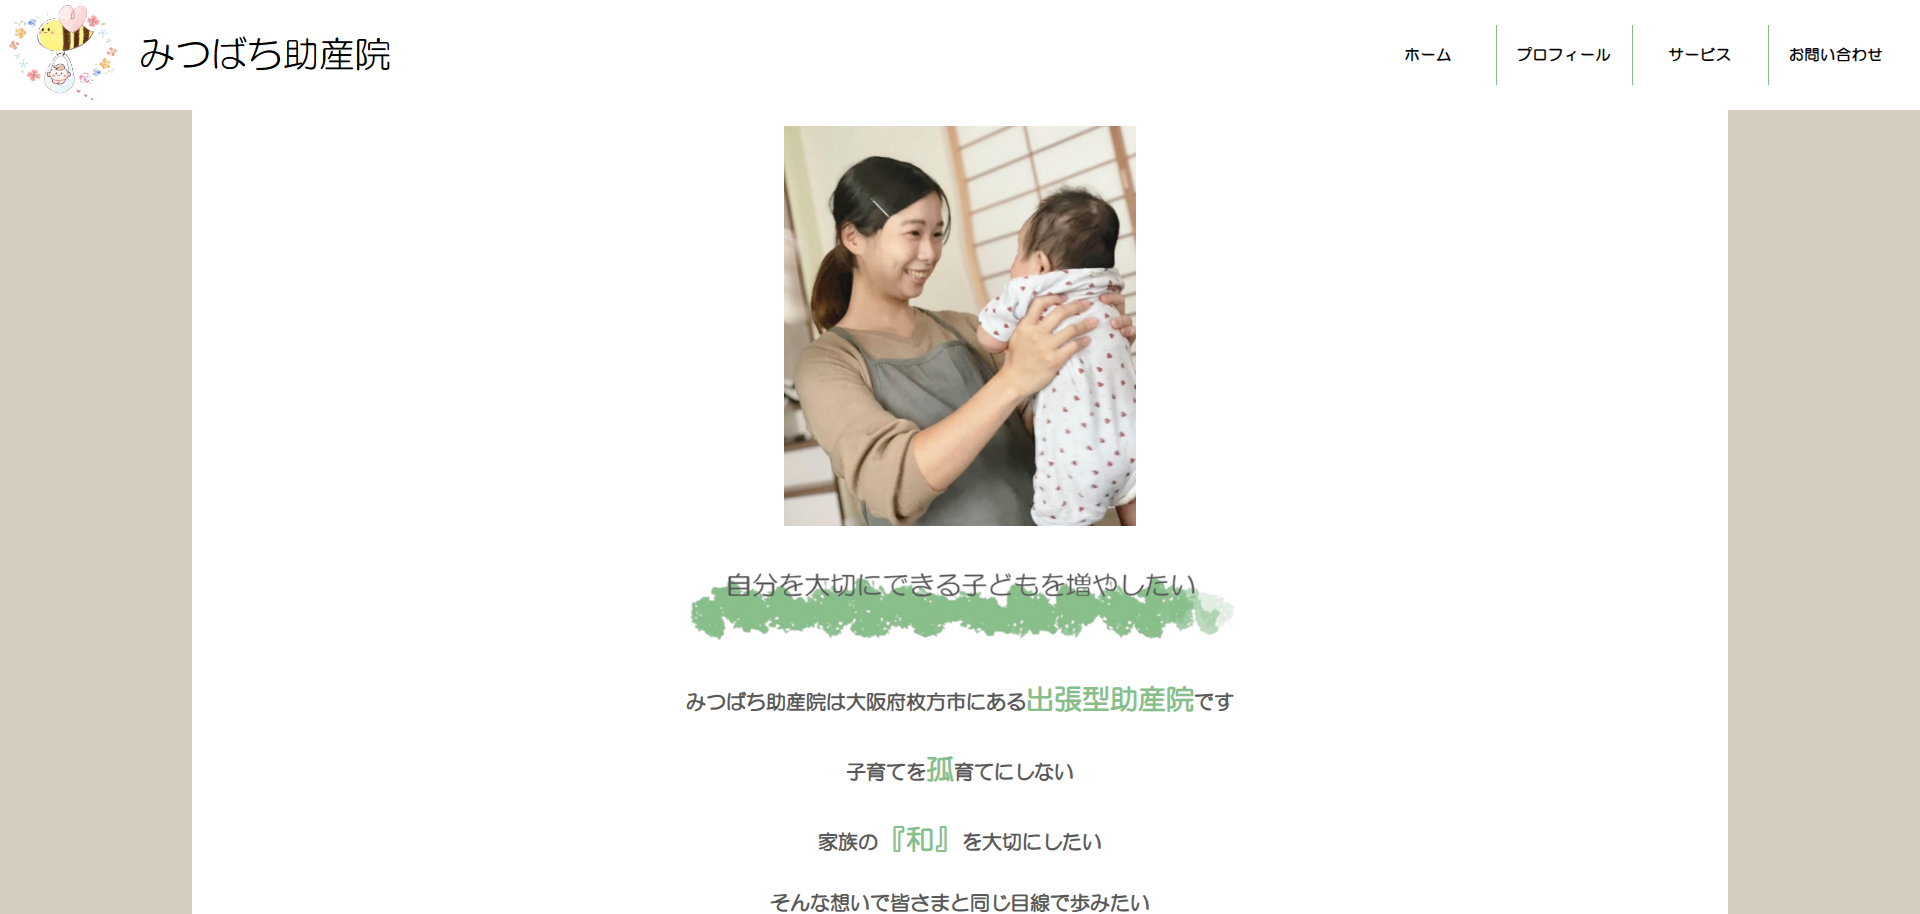 みつばち助産院
ホーム
プロフィール
サービス
お問い合わせ
自分を大切にできる子どもを増やしたい
みつばち助産院は大阪府枚方市にある出張型助産院です
子育てを孤育てにしない
家族の『和』を大切にしたい
そんな想いで皆さまと同じ目線で歩みたい